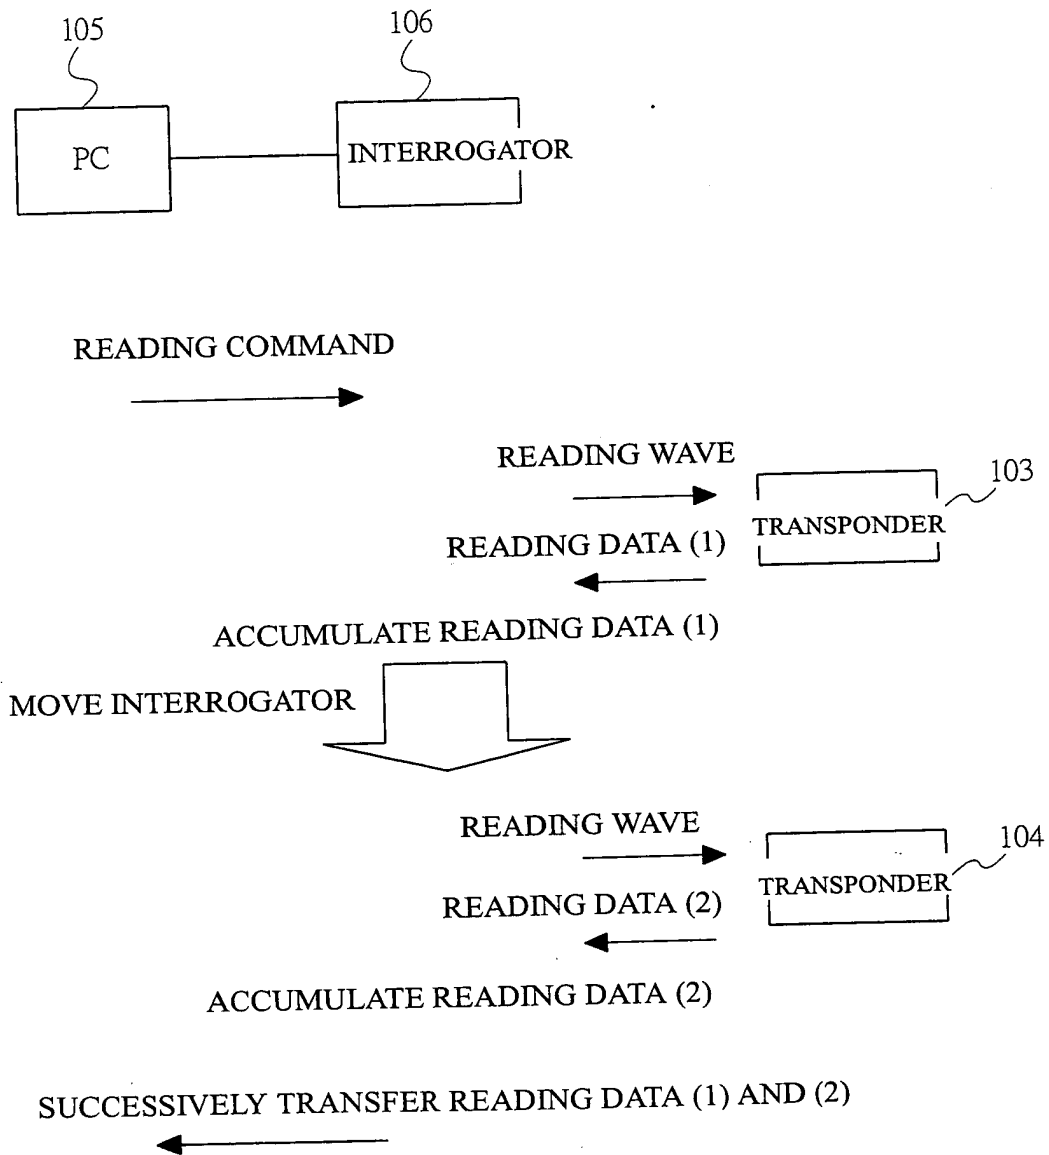 105
106
PC
INTERROGATOR
READING COMMAND
READING WAVE
103
TRANSPONDER
READING DATA (1)
ACCUMULATE READING DATA (1)
MOVE INTERROGATOR
READING WAVE
104
TRANSPONDER
READING DATA (2)
ACCUMULATE READING DATA (2)
SUCCESSIVELY TRANSFER READING DATA (1) AND (2)